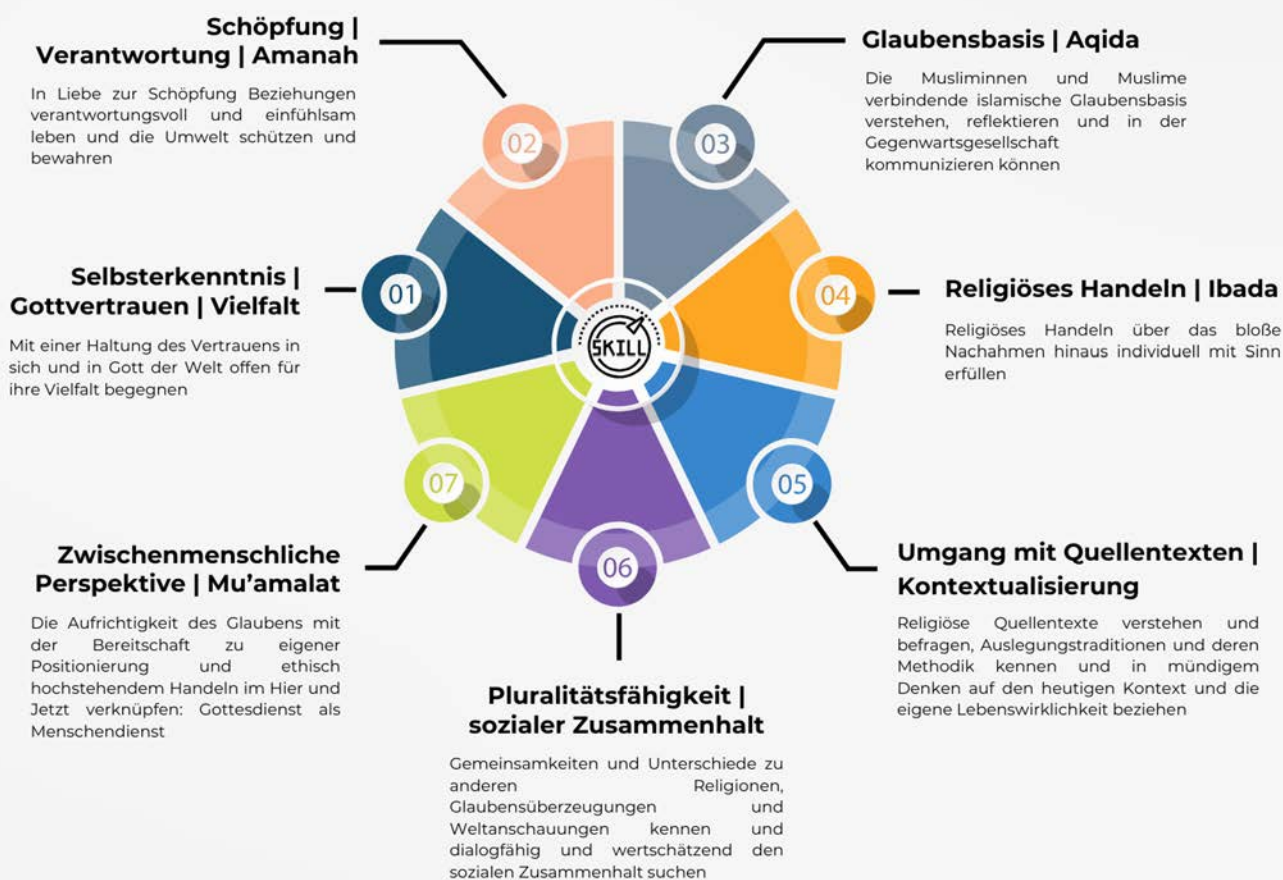 Schöpfung |
Verantwortung | Amanah
In Liebe zur Schöpfung Beziehungen
verantwortungsvoll und einfühlsam
leben und die Umwelt schützen und
bewahren
Glaubensbasis | Aqida
Die Musliminnen und Muslime
verbindende islamische Glaubensbasis
verstehen, reflektieren und in der
Gegenwartsgesellschaft
kommunizieren können
02
03
Selbsterkenntnis |
Gottvertrauen | Vielfalt
Mit einer Haltung des Vertrauens in
sich und in Gott der Welt offen für
ihre Vielfalt begegnen
01
04
Religiöses Handeln | Ibada
Religiöses Handeln über das bloße
Nachahmen hinaus individuell mit Sinn
erfüllen
SKILL
07
05
06
Zwischenmenschliche
Perspektive | Mu’amalat
Die Aufrichtigkeit des Glaubens mit
der Bereitschaft zu eigener
Positionierung und ethisch
hochstehendem Handeln im Hier und
Jetzt verknüpfen: Gottesdienst als
Menschendienst
Umgang mit Quellentexten |
Kontextualisierung
Religiöse Quellentexte verstehen und
befragen, Auslegungstraditionen und deren
Methodik kennen und in mündigem
Denken auf den heutigen Kontext und die
eigene Lebenswirklichkeit beziehen
Pluralitätsfähigkeit |
sozialer Zusammenhalt
Gemeinsamkeiten und Unterschiede zu
anderen Religionen,
Glaubensüberzeugungen und
Weltanschauungen kennen und
dialogfähig und wertschätzend den
sozialen Zusammenhalt suchen